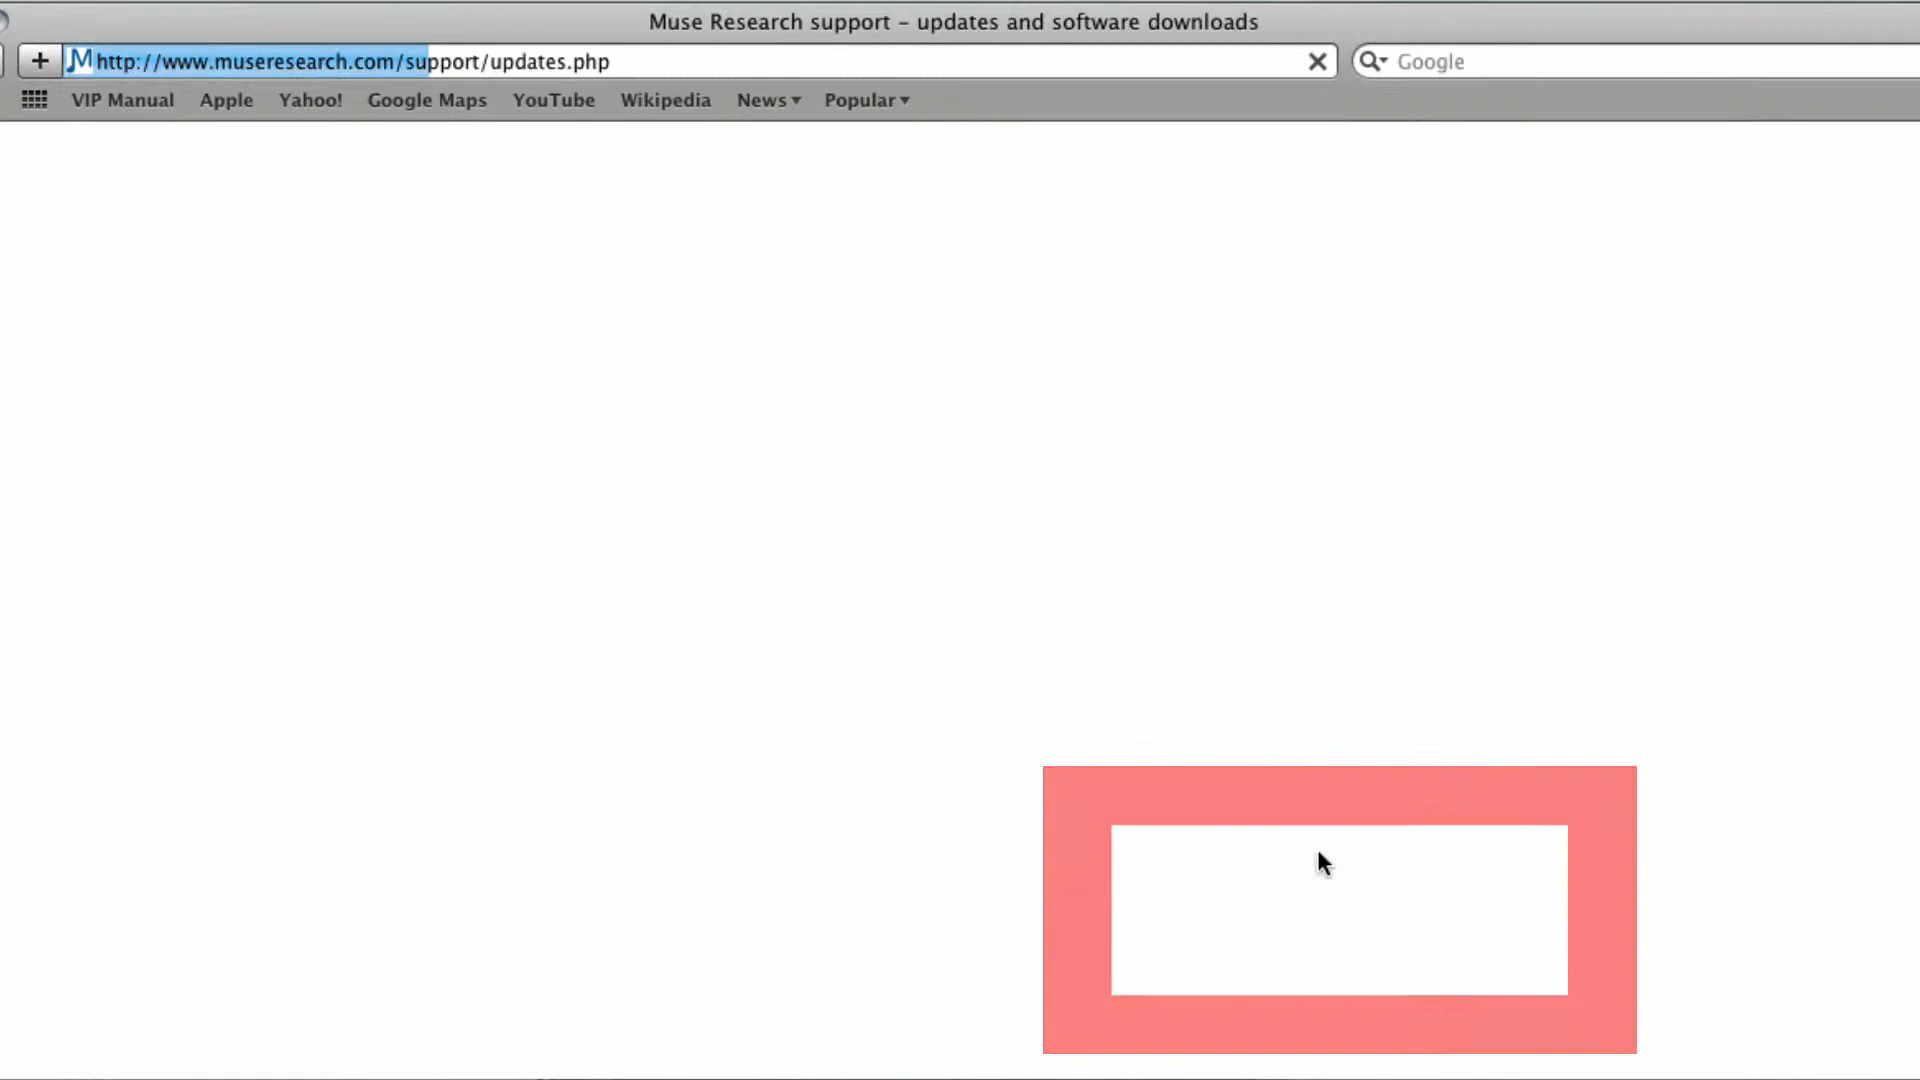 Muse Research support – updates and software downloads
http://www.museresearch.com/support/updates.php
Google
VIP Manual Apple Yahoo! Google Maps YouTube Wikipedia News Popular